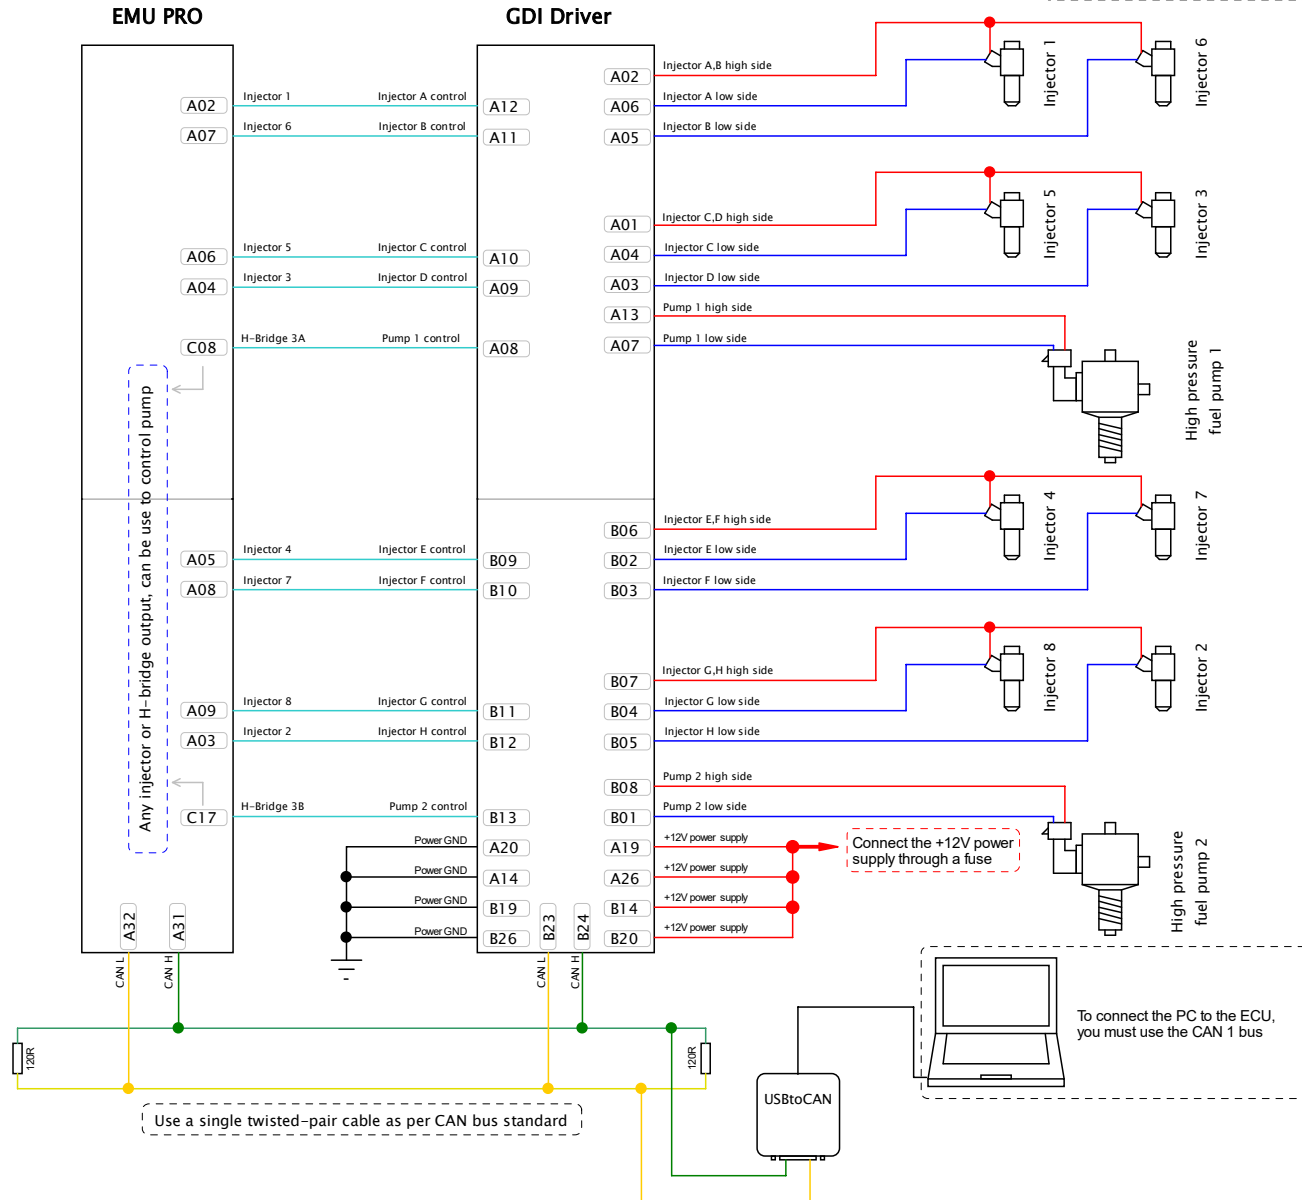 EMU PRO
GDI Driver
A02
Injector A,B high side
Injector 1
Injector 6
A02
Injector 1
Injector A control
A12
A06
Injector A low side
A07
Injector 6
Injector B control
A11
A05
Injector B low side
A01
Injector C,D high side
Injector 5
Injector 3
A06
Injector 5
Injector C control
A10
A04
Injector C low side
A04
Injector 3
Injector D control
A09
A03
Injector D low side
A13
Pump 1 high side
C08
H-Bridge 3A
Pump 1 control
A08
A07
Pump 1 low side
High pressure
fuel pump 1
Any injector or H-bridge output, can be use to control pump
B06
Injector E,F high side
Injector 4
Injector 7
A05
Injector 4
Injector E control
B09
B02
Injector E low side
A08
Injector 7
Injector F control
B10
B03
Injector F low side
B07
Injector G,H high side
Injector 8
Injector 2
A09
Injector 8
Injector G control
B11
B04
Injector G low side
A03
Injector 2
Injector H control
B12
B05
Injector H low side
B08
Pump 2 high side
C17
H-Bridge 3B
Pump 2 control
B13
B01
Pump 2 low side
High pressure
fuel pump 2
Power GND
A20
A19
+12V power supply
Connect the +12V power
supply through a fuse
Power GND
A14
A26
+12V power supply
Power GND
B19
B14
+12V power supply
Power GND
B26
B20
+12V power supply
A32
A31
B23
B24
CAN L
CAN H
CAN L
CAN H
120R
120R
To connect the PC to the ECU,
you must use the CAN 1 bus
USBtoCAN
Use a single twisted-pair cable as per CAN bus standard